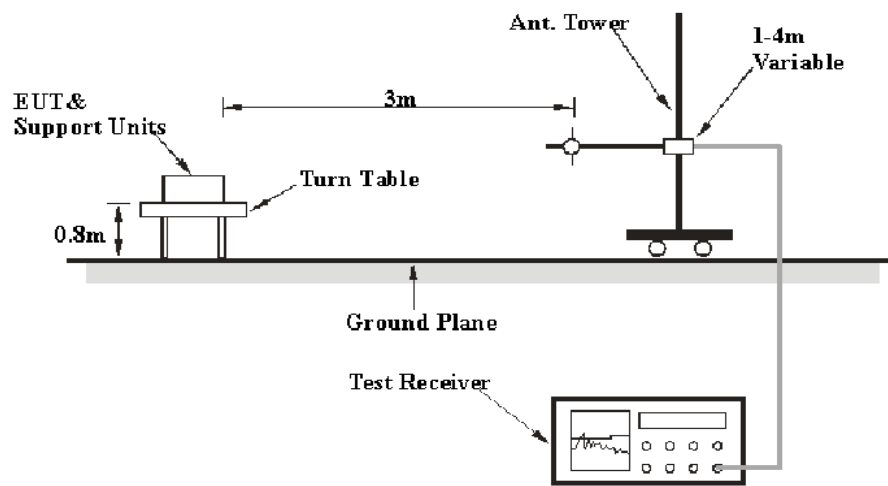 Ant. Tower
1-4m
Variable
3m
EUT&
Support Units
Turn Table
0.8m
Ground Plane
Test Receiver